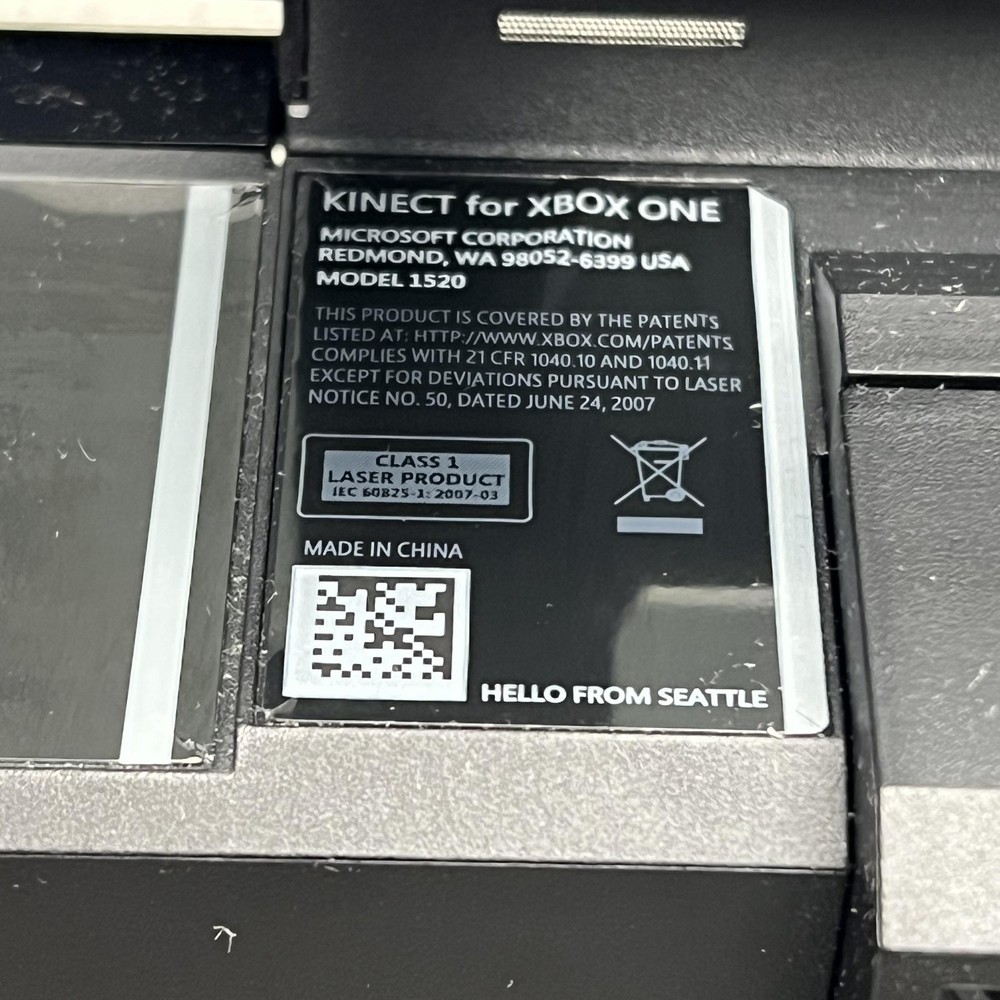 KINECT for XBOX ONE
MICROSOFT CORPORATION
REDMOND, WA 98052-6399 USA
MODEL 1520
THIS PRODUCT IS COVERED BY THE PATENTS
LISTED AT: HTTP://WWW.XBOX.COM/PATENTS
COMPLIES WITH 21 CFR 1040.10 AND 1040.11
EXCEPT FOR DEVIATIONS PURSUANT TO LASER
NOTICE NO. 50, DATED JUNE 24, 2007
CLASS 1
LASER PRODUCT
IEC 60825-1: 2007-03
MADE IN CHINA
HELLO FROM SEATTLE